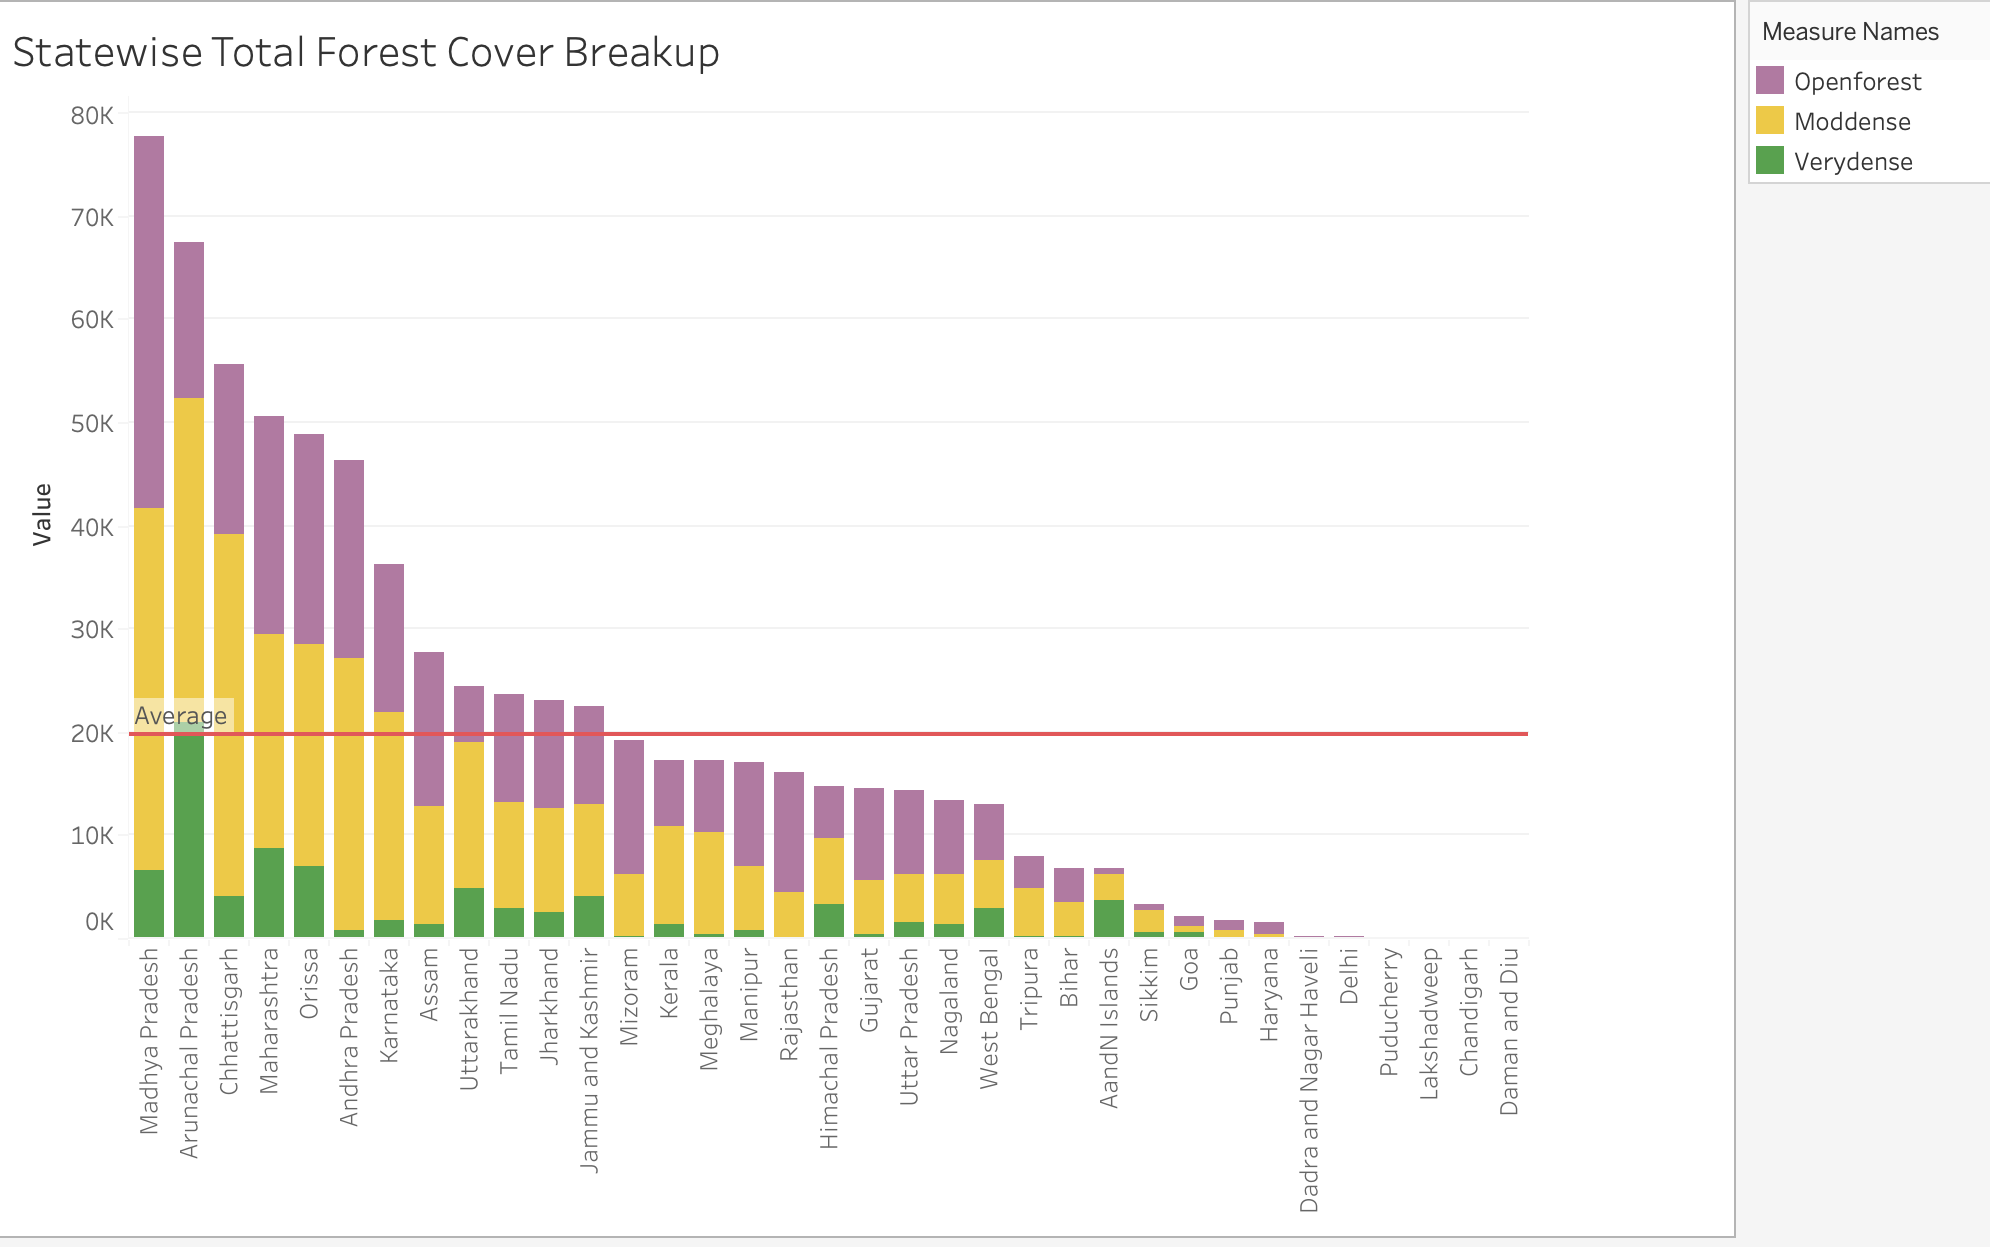 Statewise Total Forest Cover Breakup
Measure Names
Openforest
Moddense
Verydense
80K
70K
60K
50K
40K
30K
20K
10K
0K
Value
Average
Madhya Pradesh
Arunachal Pradesh
Chhattisgarh
Maharashtra
Orissa
Andhra Pradesh
Karnataka
Assam
Uttarakhand
Tamil Nadu
Jharkhand
Jammu and Kashmir
Mizoram
Kerala
Meghalaya
Manipur
Rajasthan
Himachal Pradesh
Gujarat
Uttar Pradesh
Nagaland
West Bengal
Tripura
Bihar
AandN Islands
Sikkim
Goa
Punjab
Haryana
Dadra and Nagar Haveli
Delhi
Puducherry
Lakshadweep
Chandigarh
Daman and Diu